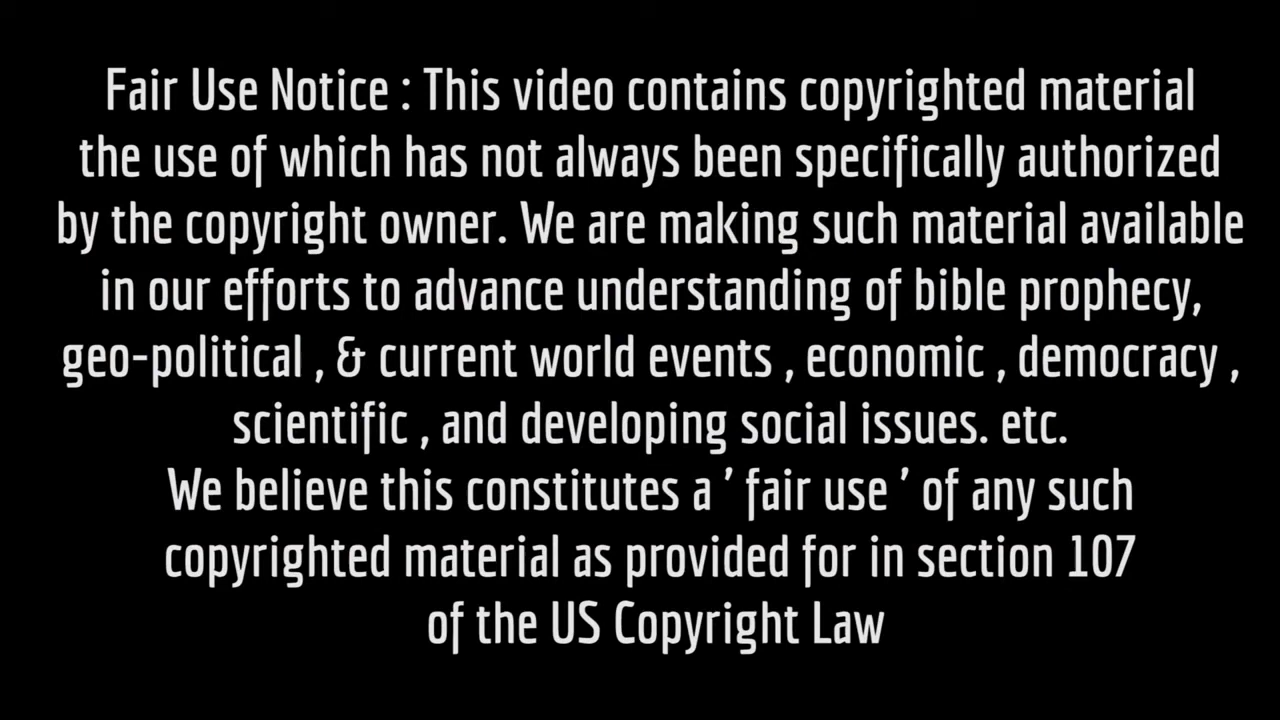 Fair Use Notice : This video contains copyrighted material
the use of which has not always been specifically authorized
by the copyright owner. We are making such material available
in our efforts to advance understanding of bible prophecy,
geo-political , & current world events , economic , democracy ,
scientific , and developing social issues. etc.
We believe this constitutes a ’ fair use ’ of any such
copyrighted material as provided for in section 107
of the US Copyright Law